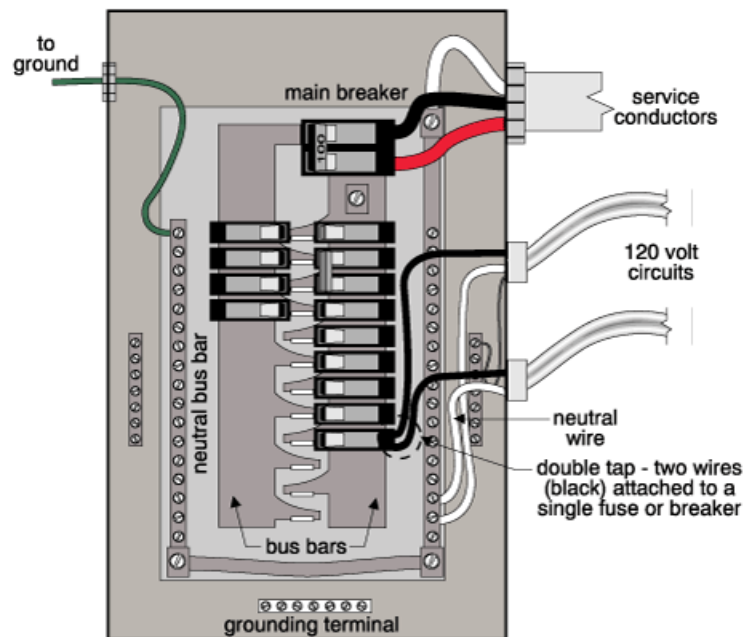 to
ground
main breaker
100
service
conductors
120 volt
circuits
neutral bus bar
neutral
wire
double tap - two wires
(black) attached to a
single fuse or breaker
bus bars
grounding terminal